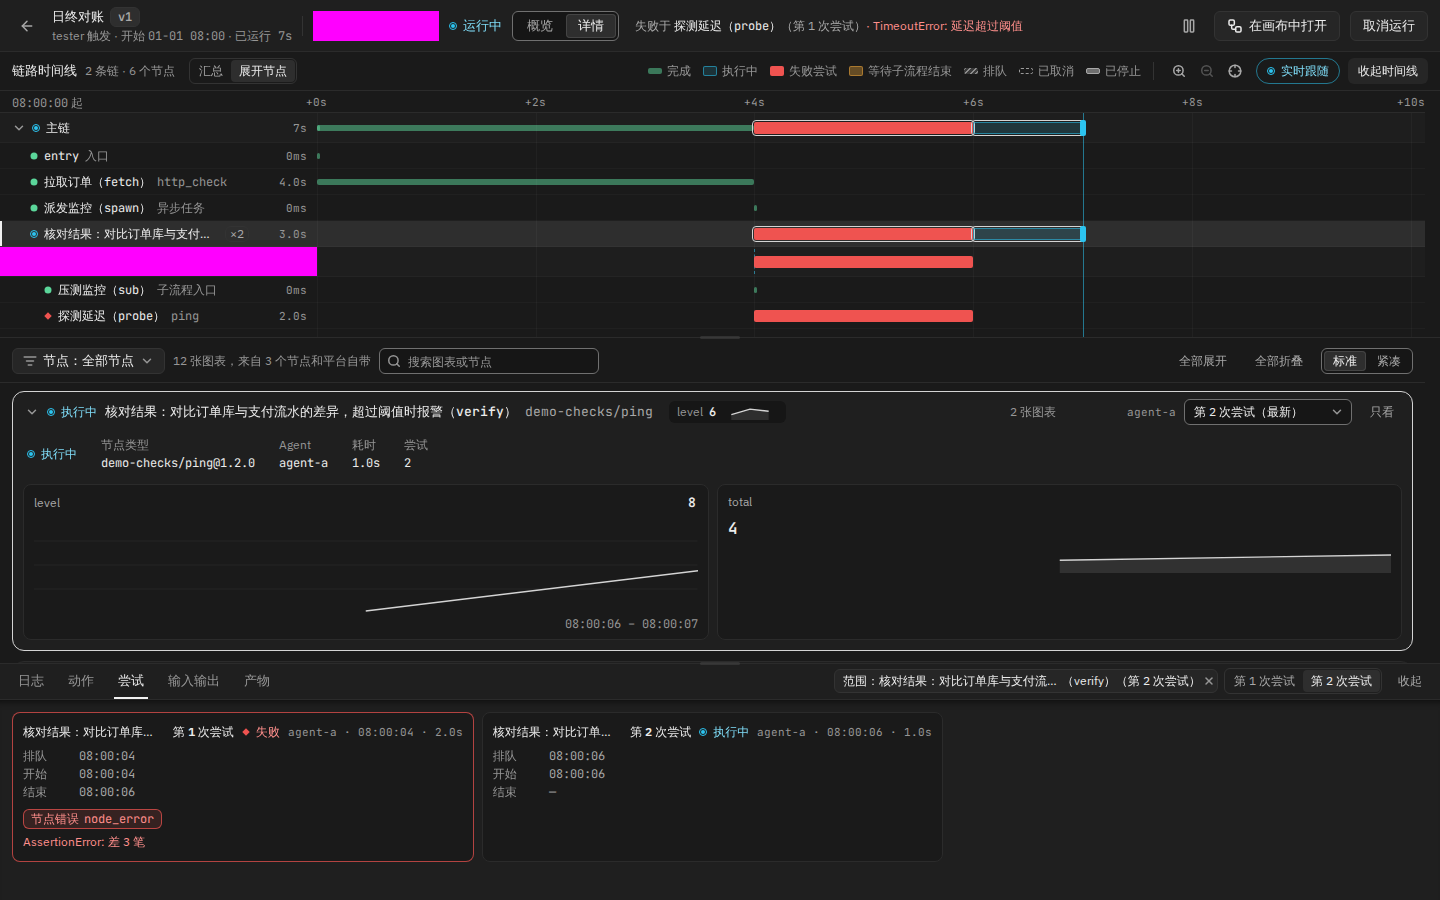 日终对账 v1
tester 触发 · 开始 01-01 08:00 · 已运行 7s
运行中
概览 详情
失败于 探测延迟（probe）（第 1 次尝试）· TimeoutError: 延迟超过阈值
在画布中打开
取消运行
链路时间线 2 条链 · 6 个节点
汇总 展开节点
完成 执行中 失败尝试 等待子流程结束 排队 已取消 已停止
实时跟随
收起时间线
08:00:00 起 +0s +2s +4s +6s +8s +10s
主链 7s
entry 入口 0ms
拉取订单（fetch） http_check 4.0s
派发监控（spawn） 异步任务 0ms
核对结果：对比订单库与支付... ×2 3.0s
压测监控（sub） 子流程入口 0ms
探测延迟（probe） ping 2.0s
节点：全部节点
12 张图表，来自 3 个节点和平台自带
搜索图表或节点
全部展开 全部折叠 标准 紧凑
执行中 核对结果：对比订单库与支付流水的差异，超过阈值时报警（verify） demo-checks/ping level 6 2 图表 agent-a 第 2 次尝试（最新） 只看
执行中
节点类型 Agent 耗时 尝试
demo-checks/ping@1.2.0 agent-a 1.0s 2
level 8
08:00:06 – 08:00:07
total
4
日志 动作 尝试 输入输出 产物
范围：核对结果：对比订单库与支付流... （verify）（第 2 次尝试） ×
第 1 次尝试 第 2 次尝试 收起
核对结果：对比订单库... 第 1 次尝试 失败 agent-a · 08:00:04 · 2.0s
排队 08:00:04
开始 08:00:04
结束 08:00:06
节点错误 node_error
AssertionError: 差 3 笔
核对结果：对比订单... 第 2 次尝试 执行中 agent-a · 08:00:06 · 1.0s
排队 08:00:06
开始 08:00:06
结束 —